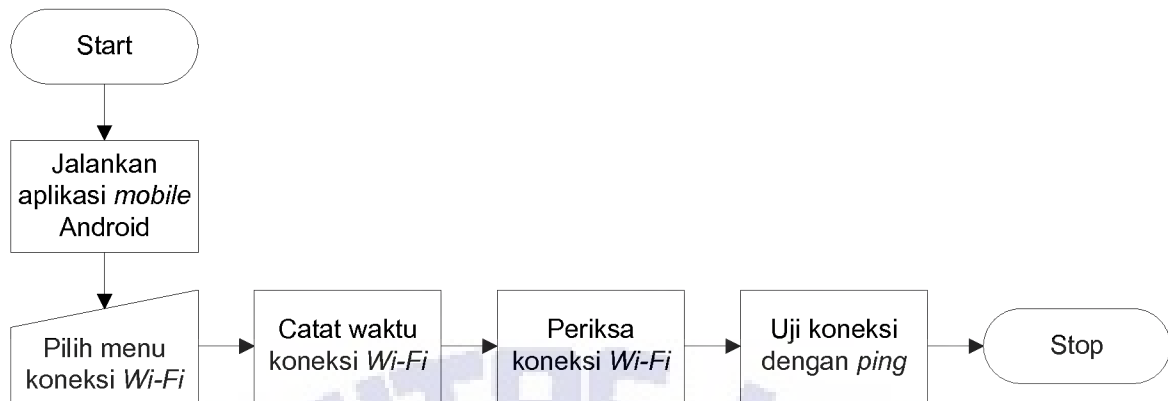 Start
Jalankan
aplikasi mobile
Android
Pilih menu
koneksi Wi-Fi
Catat waktu
koneksi Wi-Fi
Periksa
koneksi Wi-Fi
Uji koneksi
dengan ping
Stop